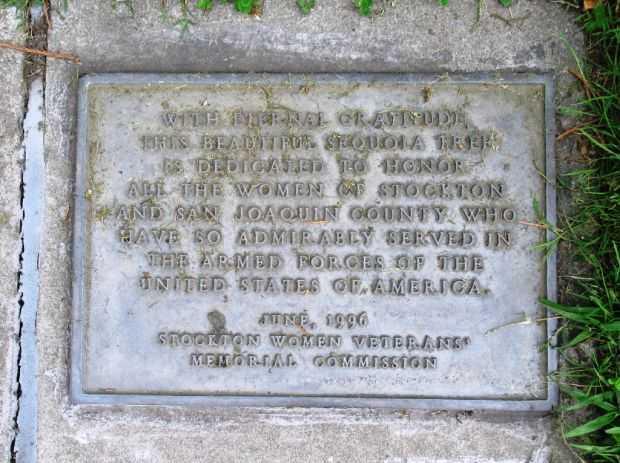 WITH ETERNAL GRATITUDE,
THIS BEAUTIFUL SEQUOIA TREE
IS DEDICATED TO HONOR
ALL THE WOMEN OF STOCKTON
AND SAN JOAQUIN COUNTY WHO
HAVE SO ADMIRABLY SERVED IN
THE ARMED FORCES OF THE
UNITED STATES OF AMERICA.
JUNE, 1996
STOCKTON WOMEN VETERANS'
MEMORIAL COMMISSION